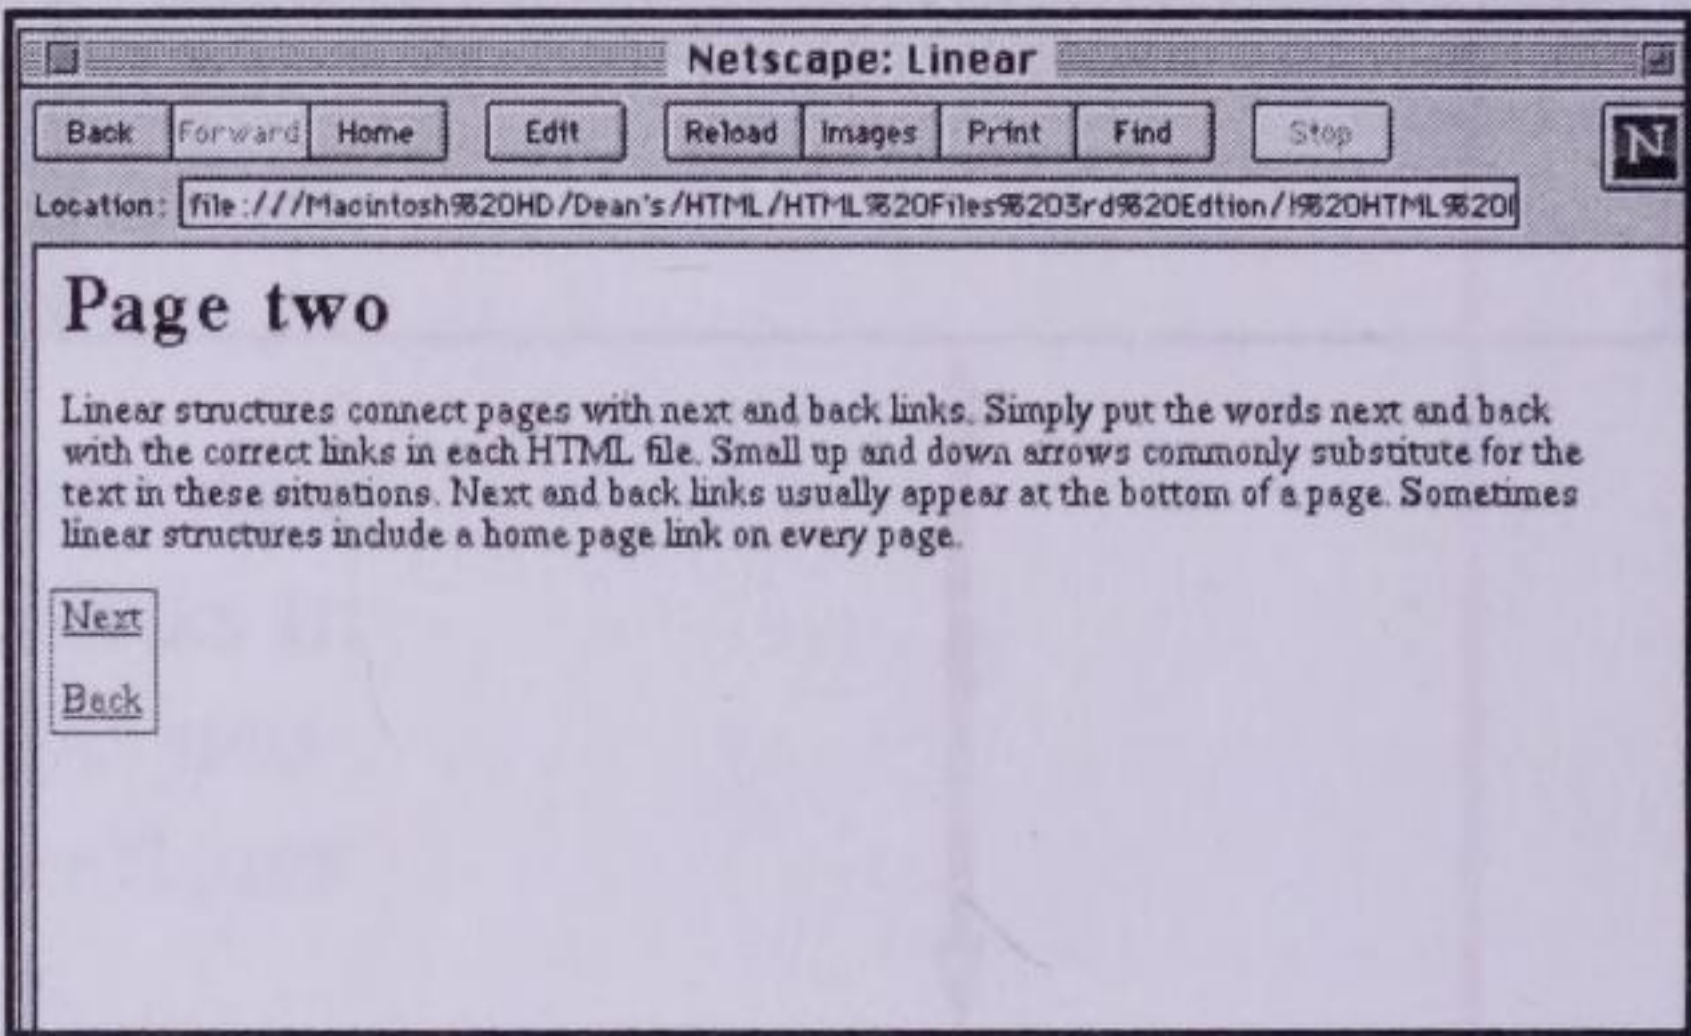 Netscape: Linear
Back Forward Home Edit Reload Images Print Find Stop
N
Location: file:///Macintosh%20HD/Dean's/HTML/HTML%20Files%203rd%20Edtion/!%20HTML%20
Page two
Linear structures connect pages with next and back links. Simply put the words next and back
with the correct links in each HTML file. Small up and down arrows commonly substitute for the
text in these situations. Next and back links usually appear at the bottom of a page. Sometimes
linear structures include a home page link on every page.
Next
Back